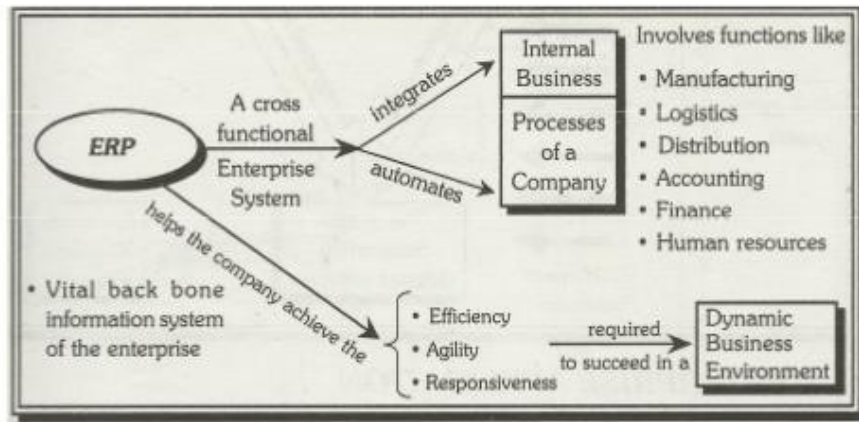 ERP
A cross
functional
Enterprise
System
integrates
automates
Internal
Business
Processes
of a
Company
Involves functions like
• Manufacturing
• Logistics
• Distribution
• Accounting
• Finance
• Human resources
• Vital back bone
information system
of the enterprise
helps the company achieve the
• Efficiency
• Agility
• Responsiveness
required
to succeed in a
Dynamic
Business
Environment